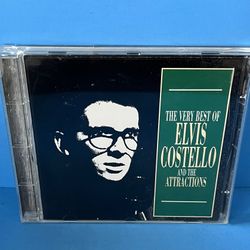 THE VERY BEST OF
ELVIS
COSTELLO
AND THE
ATTRACTIONS